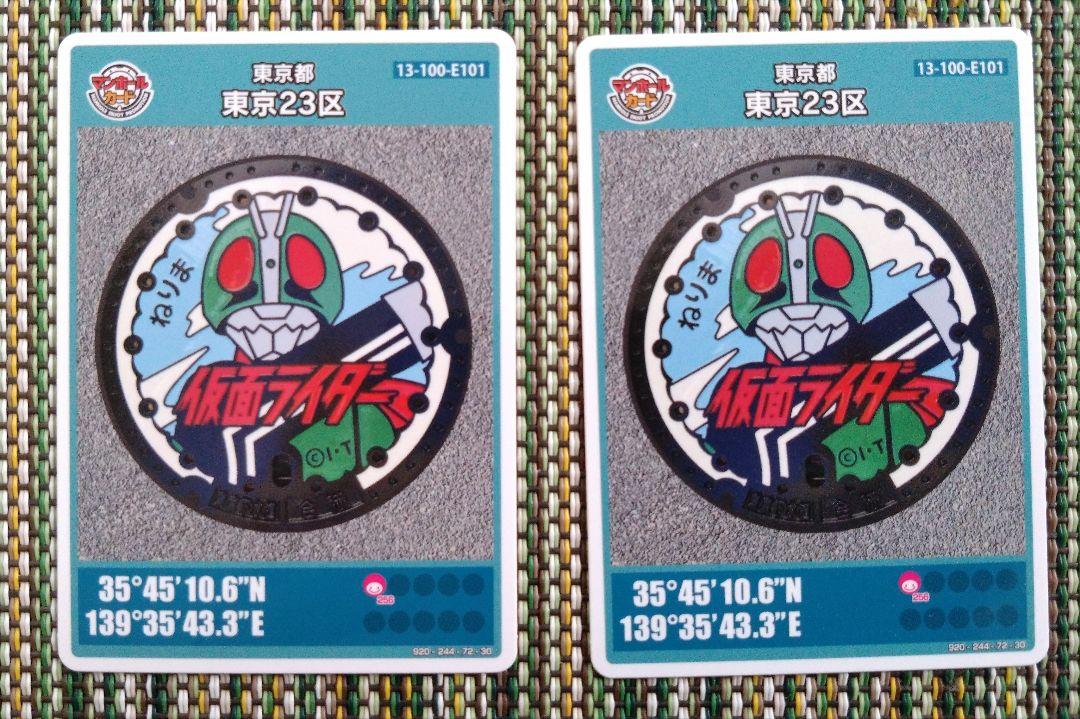 マンホール
カード
東京都
東京23区
13-100-E101
ねりま
仮面ライダー
©I・T
35°45'10.6"N
139°35'43.3"E
256
920 - 244 - 72 - 30
マンホール
カード
東京都
東京23区
13-100-E101
ねりま
仮面ライダー
©I・T
35°45'10.6"N
139°35'43.3"E
256
920 - 244 - 72 - 30